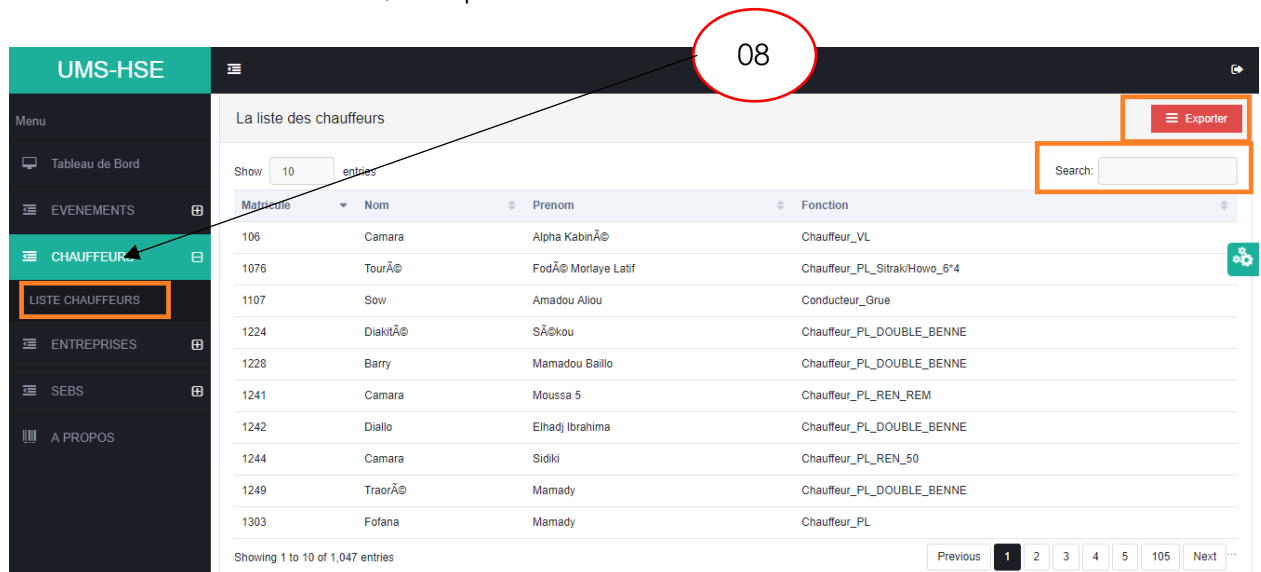 08
UMS-HSE
Menu
Tableau de Bord
EVENEMENTS
CHAUFFEURS
LISTE CHAUFFEURS
ENTREPRISES
SEBS
A PROPOS
La liste des chauffeurs
Exporter
Show 10 entries
Search:
Matricule Nom Prenom Fonction
106 Camara Alpha KabinÃ© Chauffeur_VL
1076 TourÃ© FodÃ© Morlaye Latif Chauffeur_PL_Sitrak/Howo_6*4
1107 Sow Amadou Aliou Conducteur_Grue
1224 DiakitÃ© SÃ©kou Chauffeur_PL_DOUBLE_BENNE
1228 Barry Mamadou Baillo Chauffeur_PL_DOUBLE_BENNE
1241 Camara Moussa 5 Chauffeur_PL_REN_REM
1242 Diallo Elhadj Ibrahima Chauffeur_PL_DOUBLE_BENNE
1244 Camara Sidiki Chauffeur_PL_REN_50
1249 TraorÃ© Mamady Chauffeur_PL_DOUBLE_BENNE
1303 Fofana Mamady Chauffeur_PL
Showing 1 to 10 of 1,047 entries
Previous 1 2 3 4 5 105 Next ...